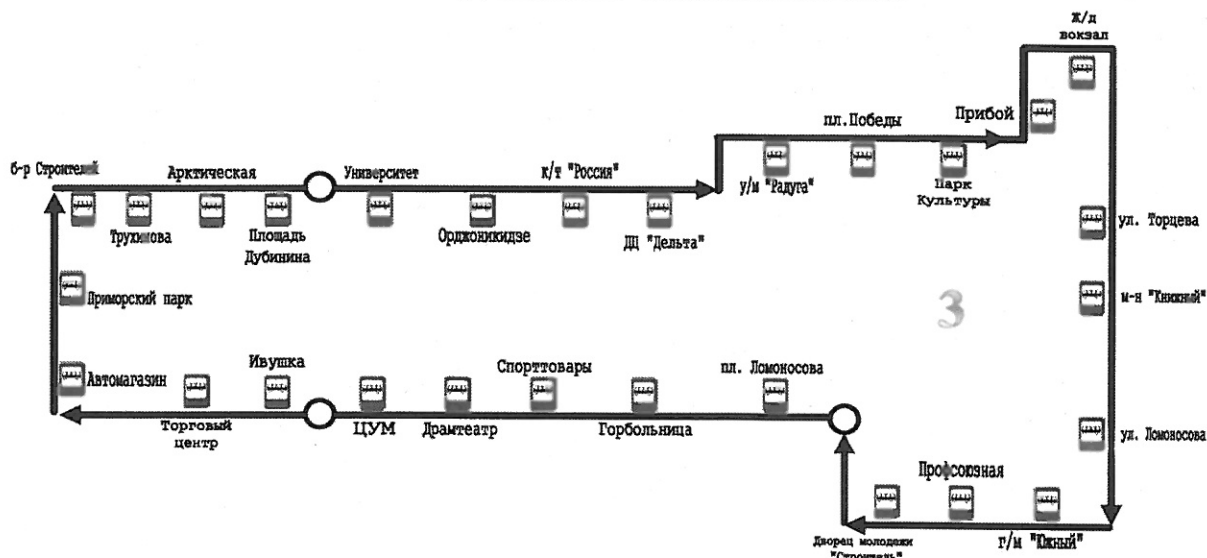 Ж/д
вокзал
пл.Победы
Прибой
б-р Строителей
Арктическая
Университет
к/т "Россия"
у/м "Радуга"
Парк
Культуры
Трухинова
Площадь
Дубинина
Орджоникидзе
ДЦ "Дельта"
ул. Торцева
Приморский парк
3
м-н "Книжный"
Автомагазин
Ивушка
Спорттовары
пл. Ломоносова
Торговый
центр
ЦУМ
Драмтеатр
Горбольница
ул. Ломоносова
Профсоюзная
Дворец молодежи
"Строитель"
г/м "Южный"